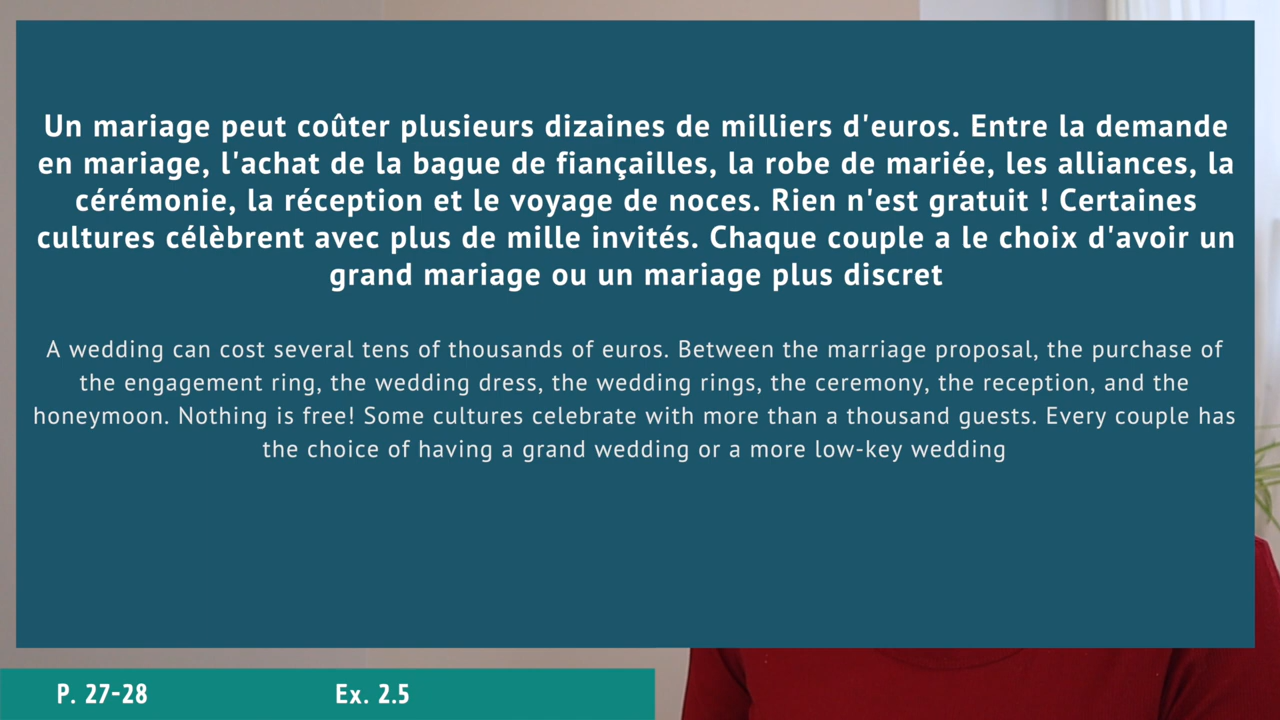 Un mariage peut coûter plusieurs dizaines de milliers d'euros. Entre la demande
en mariage, l'achat de la bague de fiançailles, la robe de mariée, les alliances, la
cérémonie, la réception et le voyage de noces. Rien n'est gratuit ! Certaines
cultures célèbrent avec plus de mille invités. Chaque couple a le choix d'avoir un
grand mariage ou un mariage plus discret
A wedding can cost several tens of thousands of euros. Between the marriage proposal, the purchase of
the engagement ring, the wedding dress, the wedding rings, the ceremony, the reception, and the
honeymoon. Nothing is free! Some cultures celebrate with more than a thousand guests. Every couple has
the choice of having a grand wedding or a more low-key wedding
P. 27-28 Ex. 2.5